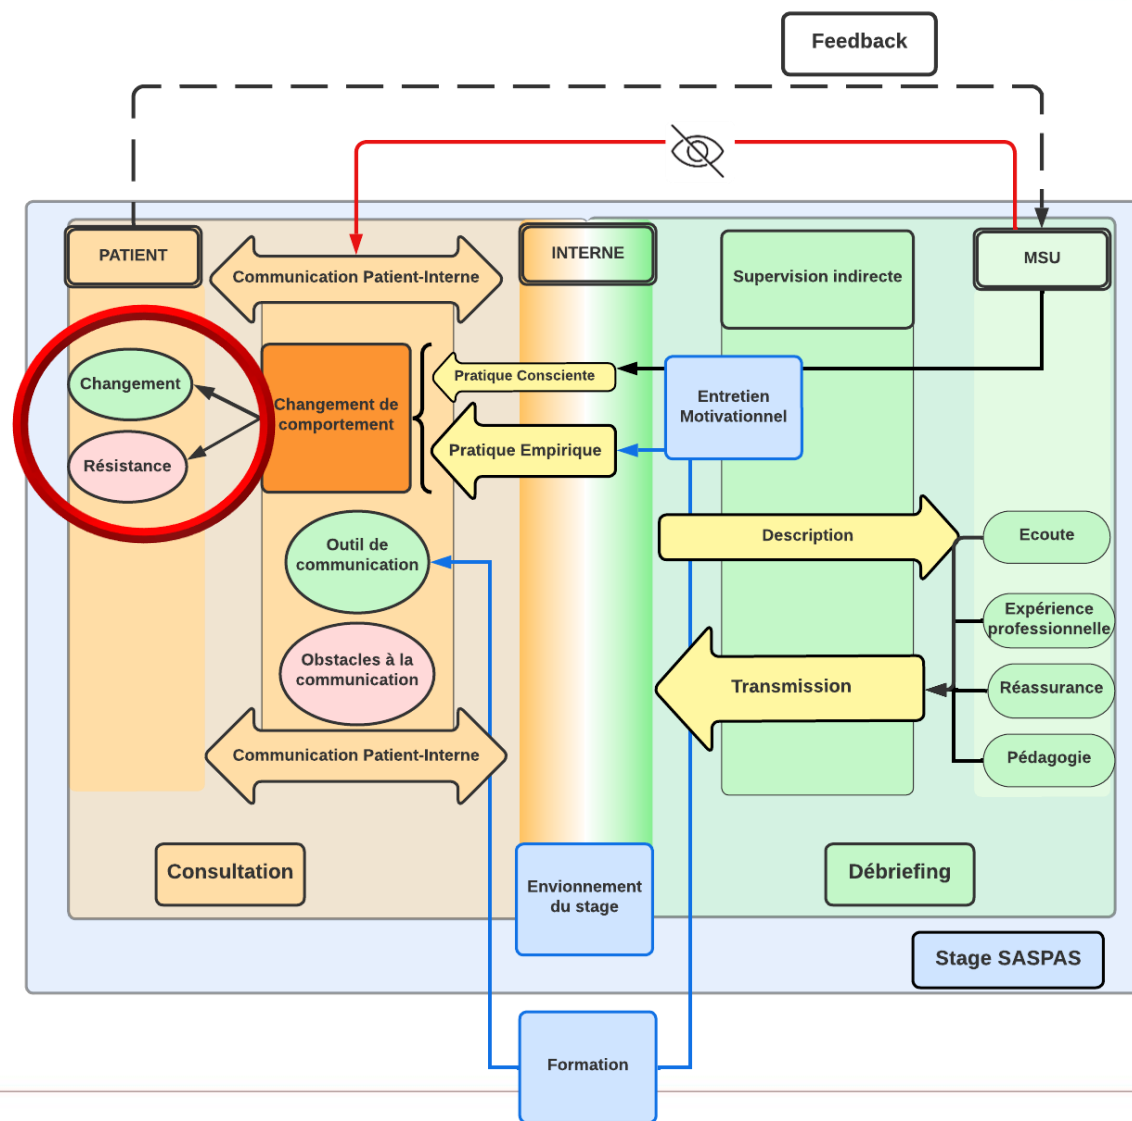 Feedback
PATIENT
Communication Patient-Interne
INTERNE
Supervision indirecte
MSU
Changement
Résistance
Changement de
comportement
Pratique Consciente
Pratique Empirique
Entretien
Motivationnel
Outil de
communication
Obstacles à la
communication
Communication Patient-Interne
Description
Transmission
Ecoute
Expérience
professionnelle
Réassurance
Pédagogie
Consultation
Envionnement
du stage
Débriefing
Stage SASPAS
Formation